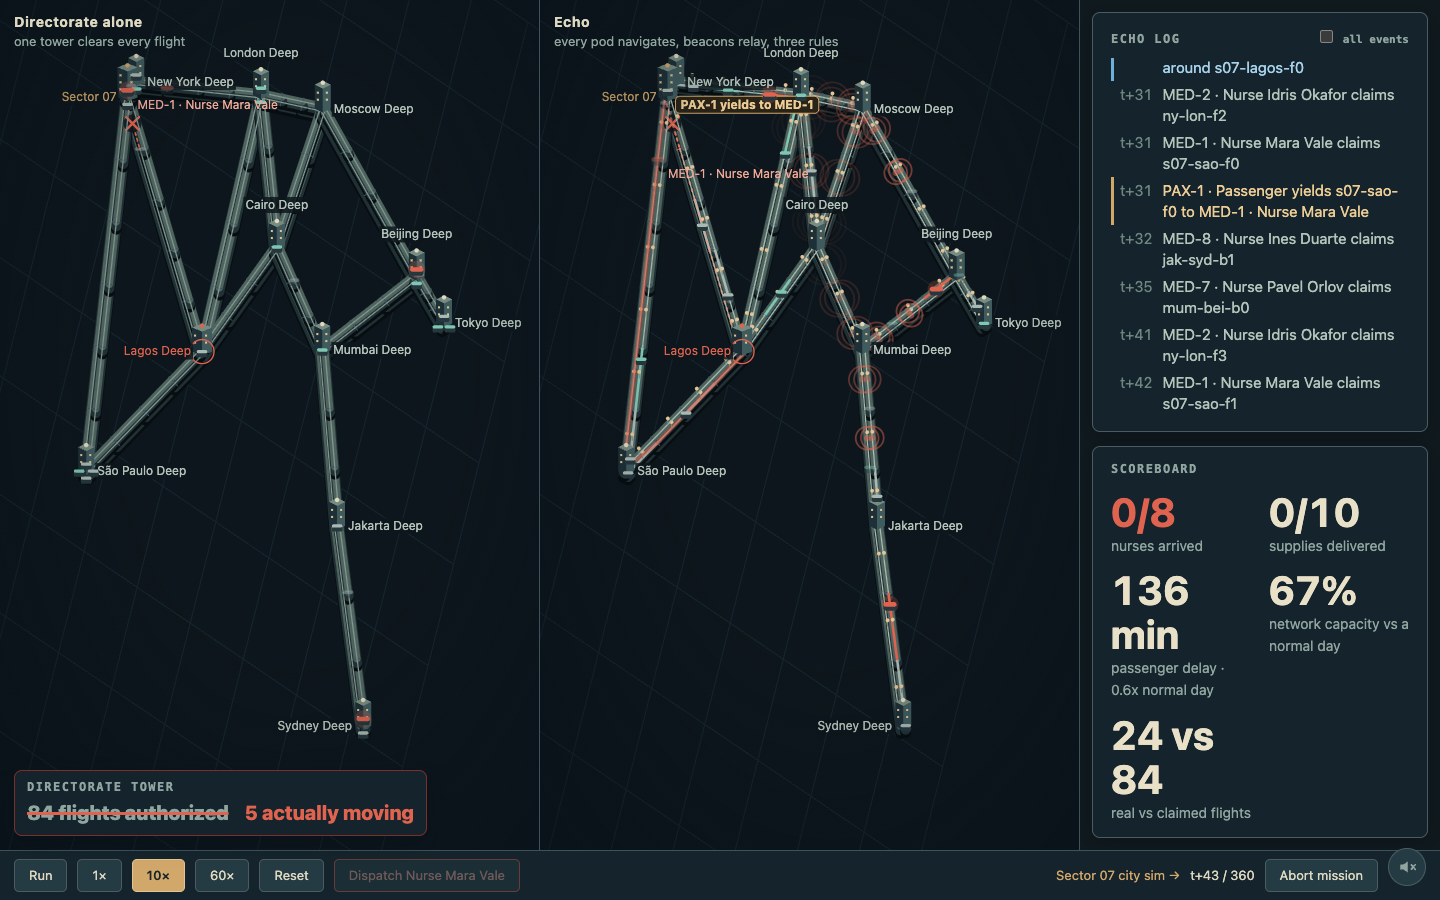 Directorate alone
one tower clears every flight
London Deep
New York Deep
Sector 07
MED-1 · Nurse Mara Vale
Moscow Deep
Cairo Deep
Beijing Deep
Tokyo Deep
Lagos Deep
Mumbai Deep
São Paulo Deep
Jakarta Deep
Sydney Deep
DIRECTORATE TOWER
84 flights authorized 5 actually moving
Echo
every pod navigates, beacons relay, three rules
London Deep
New York Deep
Sector 07
PAX-1 yields to MED-1
Moscow Deep
MED-1 · Nurse Mara Vale
Cairo Deep
Beijing Deep
Tokyo Deep
Lagos Deep
Mumbai Deep
São Paulo Deep
Jakarta Deep
Sydney Deep
ECHO LOG all events
around s07-lagos-f0
t+31 MED-2 · Nurse Idris Okafor claims
ny-lon-f2
t+31 MED-1 · Nurse Mara Vale claims
s07-sao-f0
t+31 PAX-1 · Passenger yields s07-sao-
f0 to MED-1 · Nurse Mara Vale
t+32 MED-8 · Nurse Ines Duarte claims
jak-syd-b1
t+35 MED-7 · Nurse Pavel Orlov claims
mum-bei-b0
t+41 MED-2 · Nurse Idris Okafor claims
ny-lon-f3
t+42 MED-1 · Nurse Mara Vale claims
s07-sao-f1
SCOREBOARD
0/8
nurses arrived
0/10
supplies delivered
136
min
passenger delay ·
0.6x normal day
67%
network capacity vs a
normal day
24 vs
84
real vs claimed flights
Run 1× 10× 60× Reset Dispatch Nurse Mara Vale
Sector 07 city sim → t+43 / 360 Abort mission